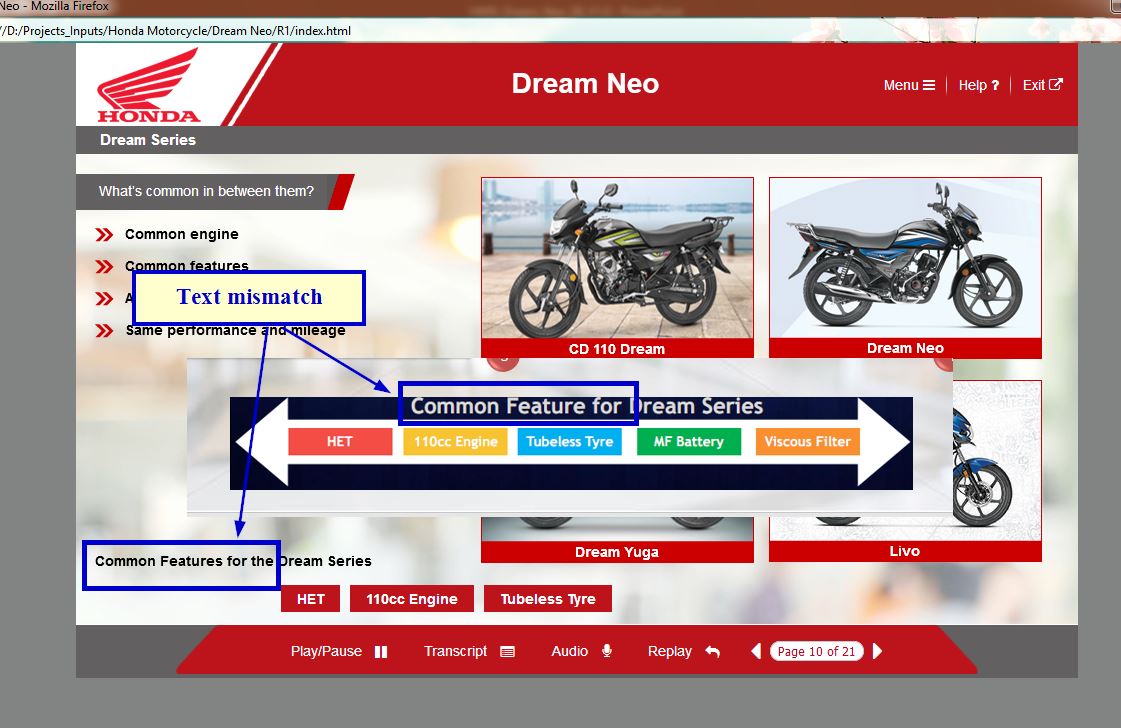 Neo - Mozilla Firefox
//D:/Projects_Inputs/Honda Motorcycle/Dream Neo/R1/index.html
HONDA
Dream Neo
Menu
Help ?
Exit
Dream Series
What's common in between them?
Common engine
Common features
Text mismatch
Same performance and mileage
CD 110 Dream
Dream Neo
Common Feature for Dream Series
HET
110cc Engine
Tubeless Tyre
MF Battery
Viscous Filter
Dream Yuga
Livo
Common Features for the Dream Series
HET
110cc Engine
Tubeless Tyre
Play/Pause
Transcript
Audio
Replay
Page 10 of 21